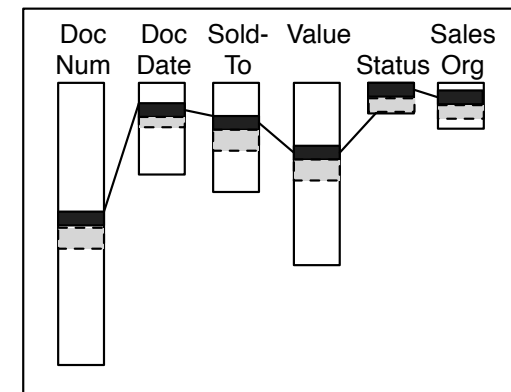 Doc Num
Doc Date
Sold-To
Value
Status
Sales Org